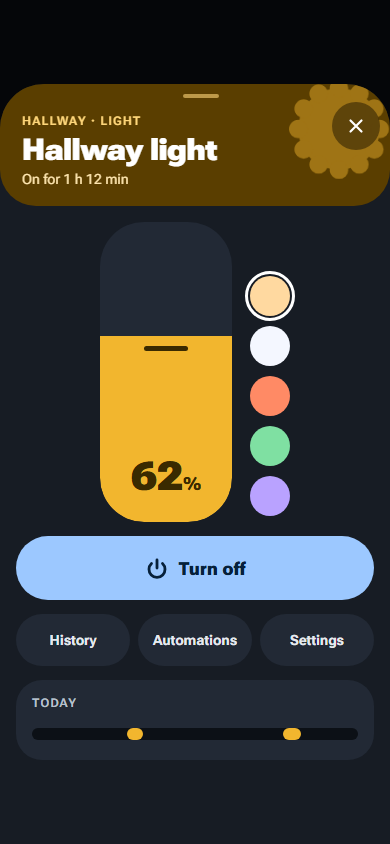 HALLWAY · LIGHT
Hallway light
On for 1 h 12 min
62%
Turn off
History
Automations
Settings
TODAY